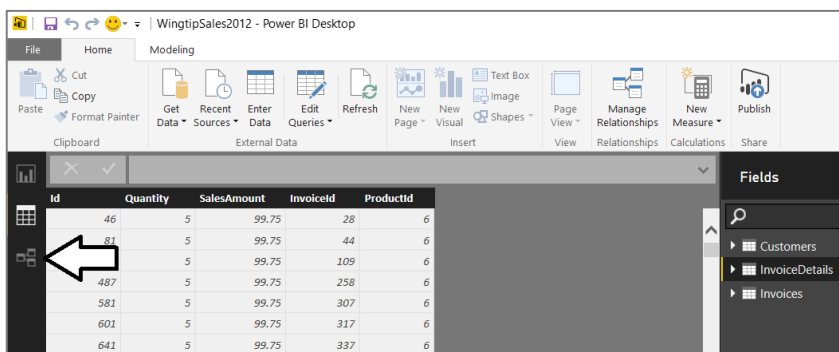 WingtipSales2012 - Power BI Desktop
File Home Modeling
Paste
Cut
Copy
Format Painter
Clipboard
Get Data
Recent Sources
Enter Data
Edit Queries
Refresh
External Data
New Page
New Visual
Text Box
Image
Shapes
Insert
Page View
View
Manage Relationships
Relationships
New Measure
Calculations
Publish
Share
Id Quantity SalesAmount InvoiceId ProductId
46 5 99.75 28 6
81 5 99.75 44 6
5 99.75 109 6
487 5 99.75 258 6
581 5 99.75 307 6
601 5 99.75 317 6
641 5 99.75 337 6
Fields
Customers
InvoiceDetails
Invoices